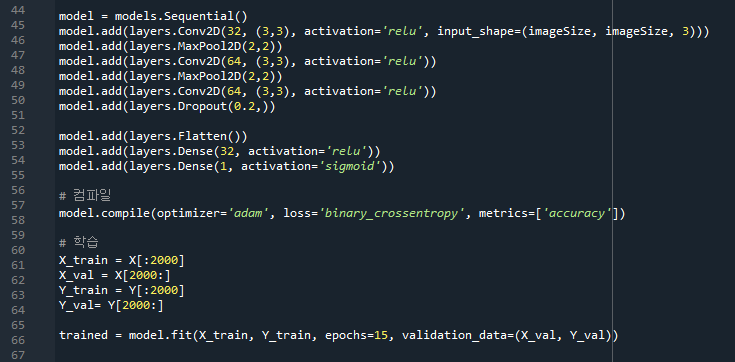 44 model = models.Sequential()
45 model.add(layers.Conv2D(32, (3,3), activation='relu', input_shape=(imageSize, imageSize, 3)))
46 model.add(layers.MaxPool2D(2,2))
47 model.add(layers.Conv2D(64, (3,3), activation='relu'))
48 model.add(layers.MaxPool2D(2,2))
49 model.add(layers.Conv2D(64, (3,3), activation='relu'))
50 model.add(layers.Dropout(0.2,))
51
52 model.add(layers.Flatten())
53 model.add(layers.Dense(32, activation='relu'))
54 model.add(layers.Dense(1, activation='sigmoid'))
55
56 # 컴파일
57 model.compile(optimizer='adam', loss='binary_crossentropy', metrics=['accuracy'])
58
59 # 학습
60 X_train = X[:2000]
61 X_val = X[2000:]
62 Y_train = Y[:2000]
63 Y_val= Y[2000:]
64
65
66 trained = model.fit(X_train, Y_train, epochs=15, validation_data=(X_val, Y_val))
67